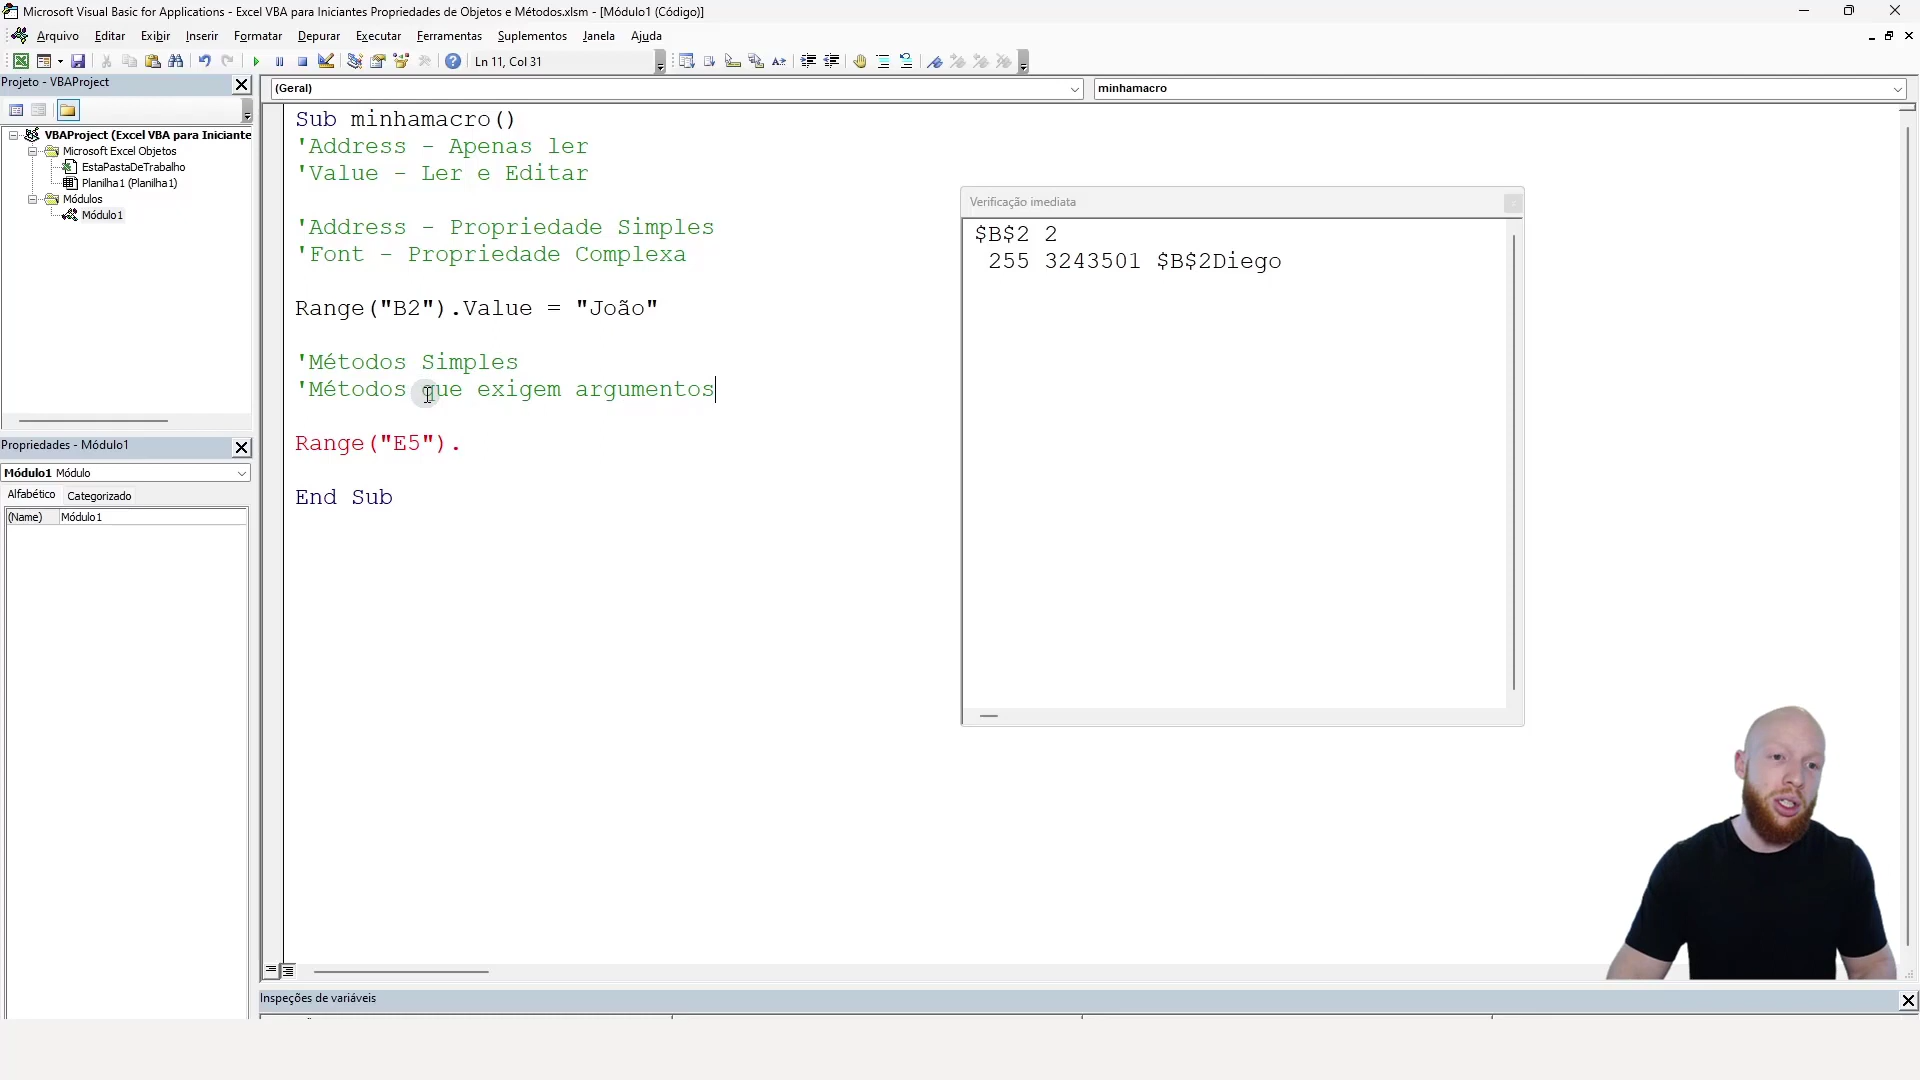 Microsoft Visual Basic for Applications - Excel VBA para Iniciantes Propriedades de Objetos e Métodos.xlsm - [Módulo1 (Código)]
Arquivo Editar Exibir Inserir Formatar Depurar Executar Ferramentas Suplementos Janela Ajuda
Ln 11, Col 31
Projeto - VBAProject
(Geral)
minhamacro
VBAProject (Excel VBA para Iniciante
Microsoft Excel Objetos
EstaPastaDeTrabalho
Planilha1 (Planilha1)
Módulos
Módulo1
Sub minhamacro()
'Address - Apenas ler
'Value - Ler e Editar
'Address - Propriedade Simples
'Font - Propriedade Complexa
Range("B2").Value = "João"
'Métodos Simples
'Métodos que exigem argumentos
Range("E5").
End Sub
Verificação imediata
$B$2 2
255 3243501 $B$2Diego
Propriedades - Módulo1
Módulo1 Módulo
Alfabético Categorizado
(Name) Módulo1
Inspeções de variáveis